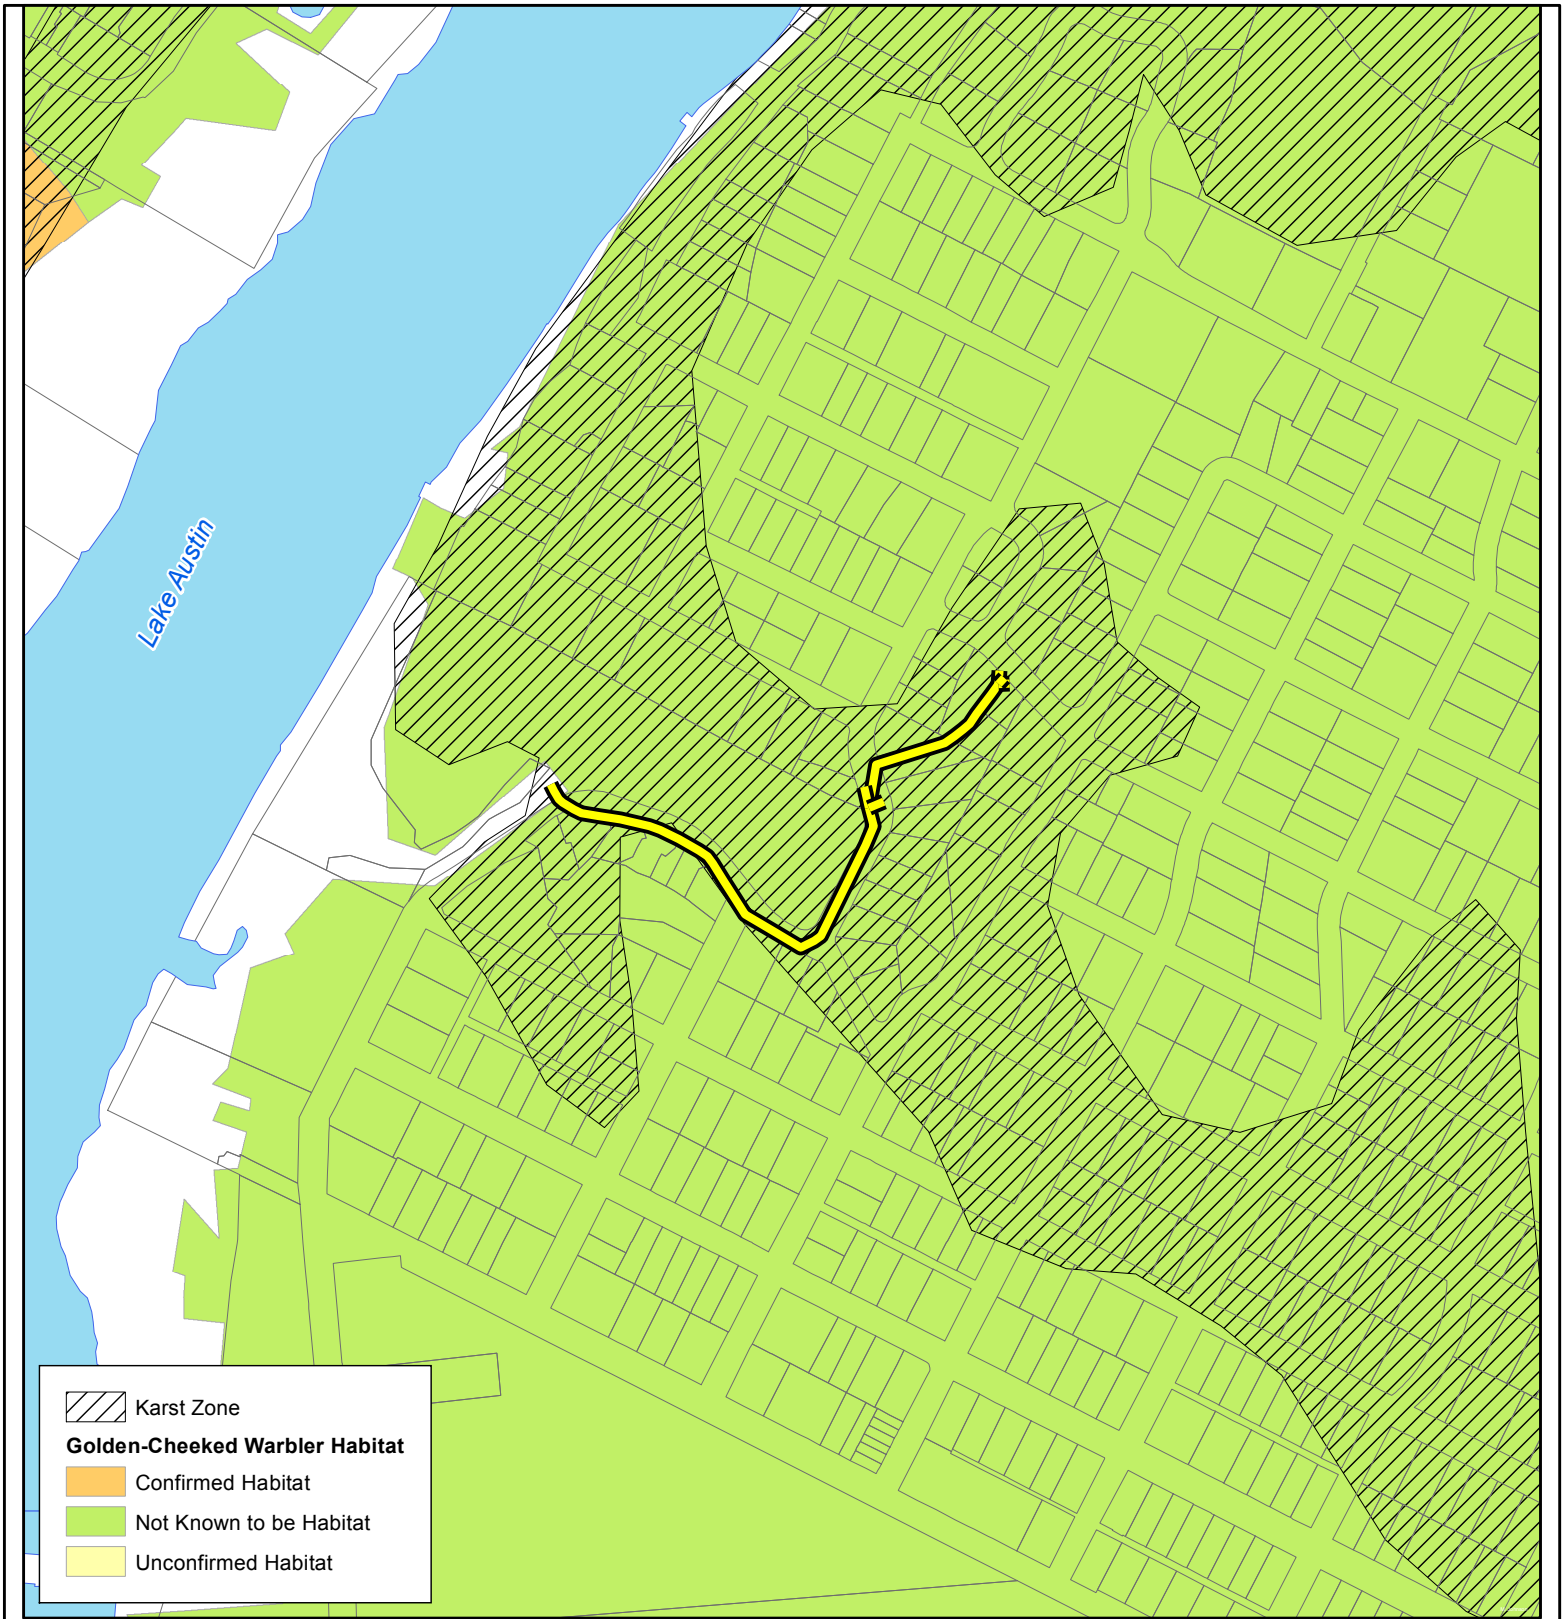 Lake Austin
Karst Zone
Golden-Cheeked Warbler Habitat
Confirmed Habitat
Not Known to be Habitat
Unconfirmed Habitat